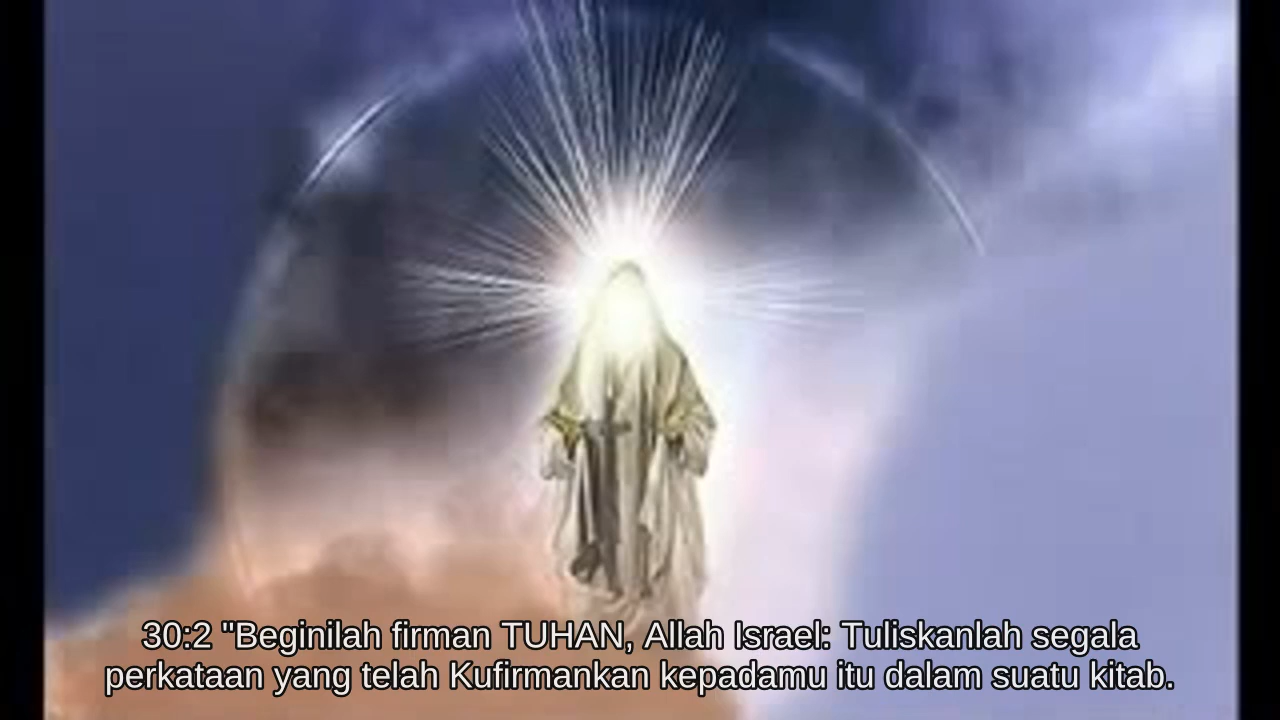 30:2 "Beginilah firman TUHAN, Allah Israel: Tuliskanlah segala
perkataan yang telah Kufirmankan kepadamu itu dalam suatu kitab.